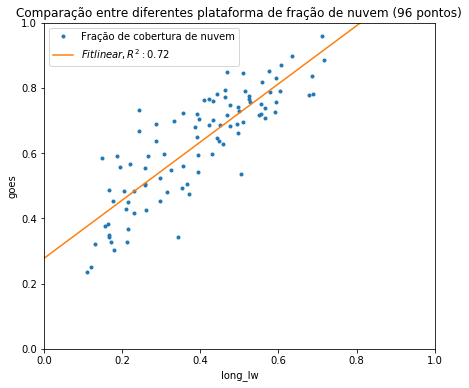 Comparação entre diferentes plataforma de fração de nuvem (96 pontos)
Fração de cobertura de nuvem
Fitlinear, R²: 0.72
1.0
0.8
0.6
0.4
0.2
0.0
goes
0.0 0.2 0.4 0.6 0.8 1.0
long_lw